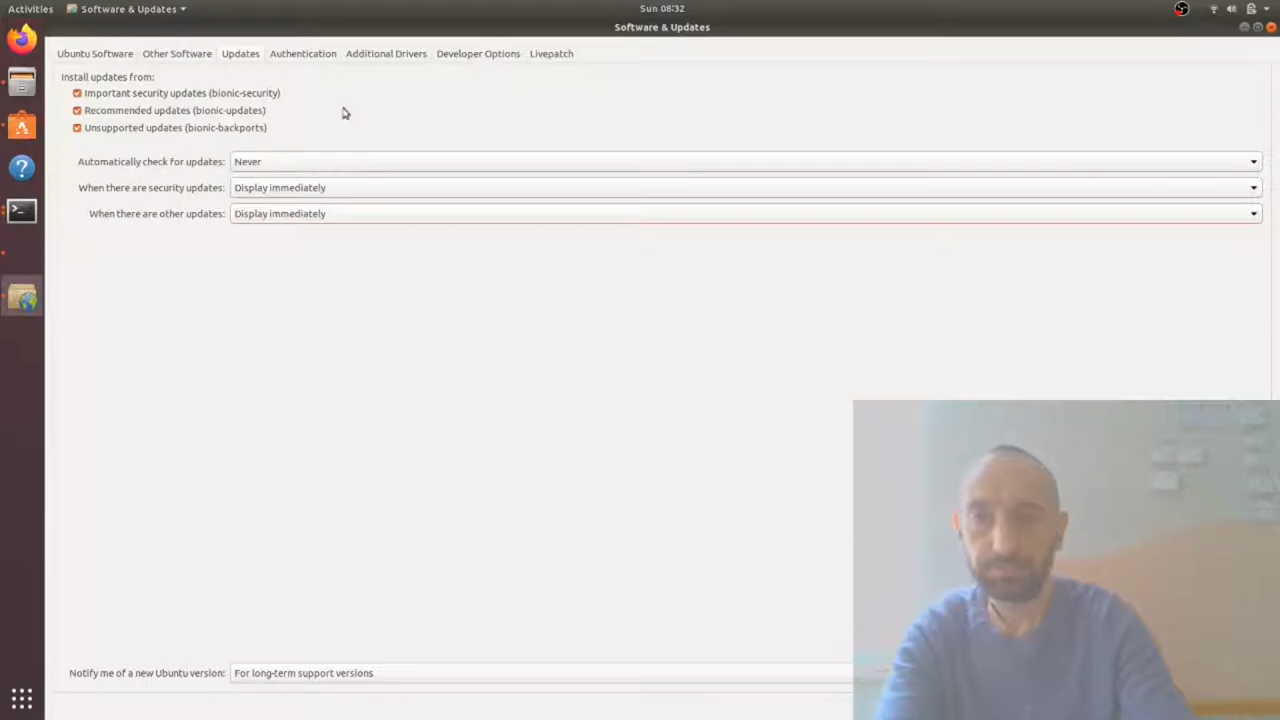 Activities
Software & Updates
Sun 08:32
Software & Updates
Ubuntu Software
Other Software
Updates
Authentication
Additional Drivers
Developer Options
Livepatch
Install updates from:
Important security updates (bionic-security)
Recommended updates (bionic-updates)
Unsupported updates (bionic-backports)
Automatically check for updates: Never
When there are security updates: Display immediately
When there are other updates: Display immediately
Notify me of a new Ubuntu version: For long-term support versions